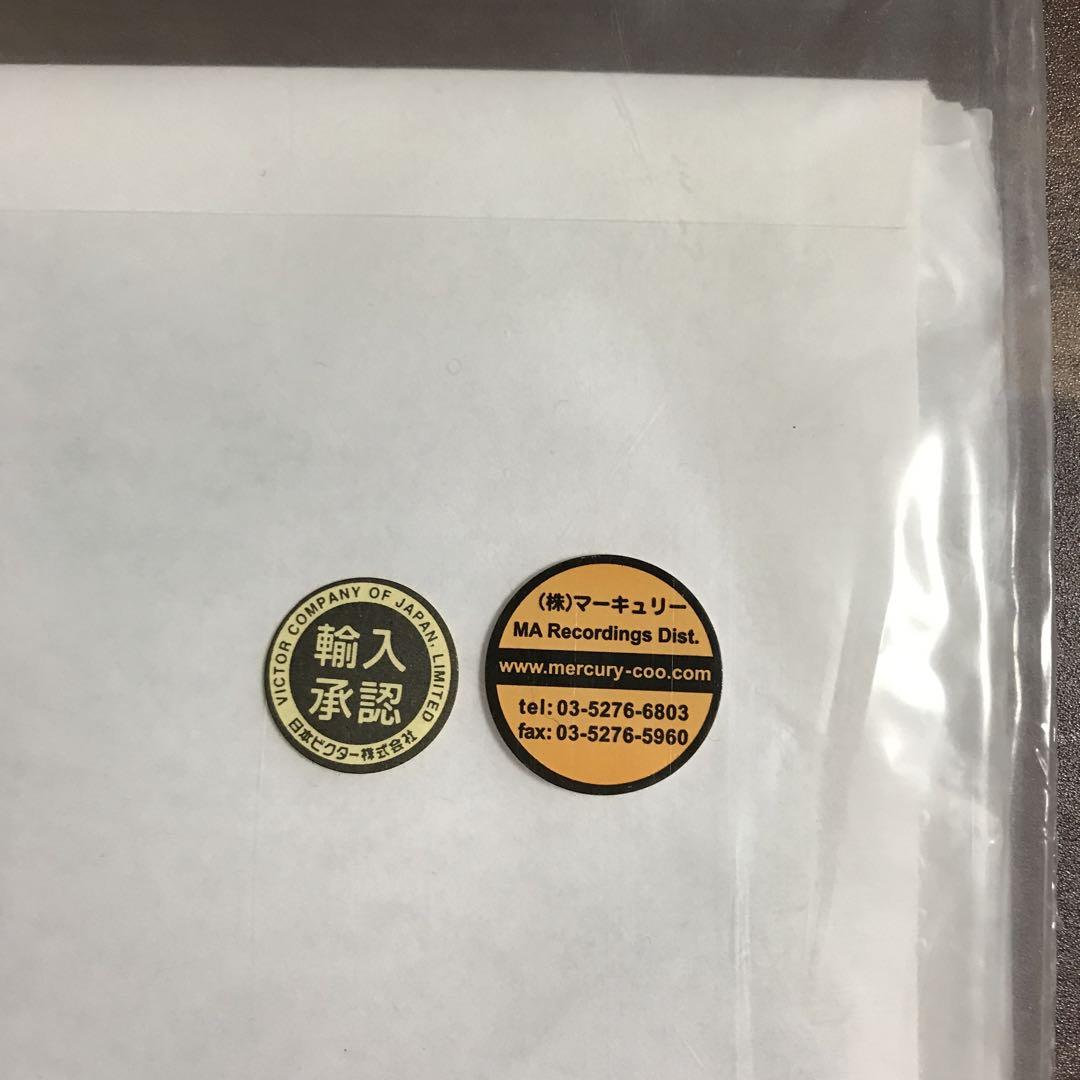 VICTOR COMPANY OF JAPAN, LIMITED
輸入
承認
日本ビクター株式会社
(株)マーキュリー
MA Recordings Dist.
www.mercury-coo.com
tel: 03-5276-6803
fax: 03-5276-5960